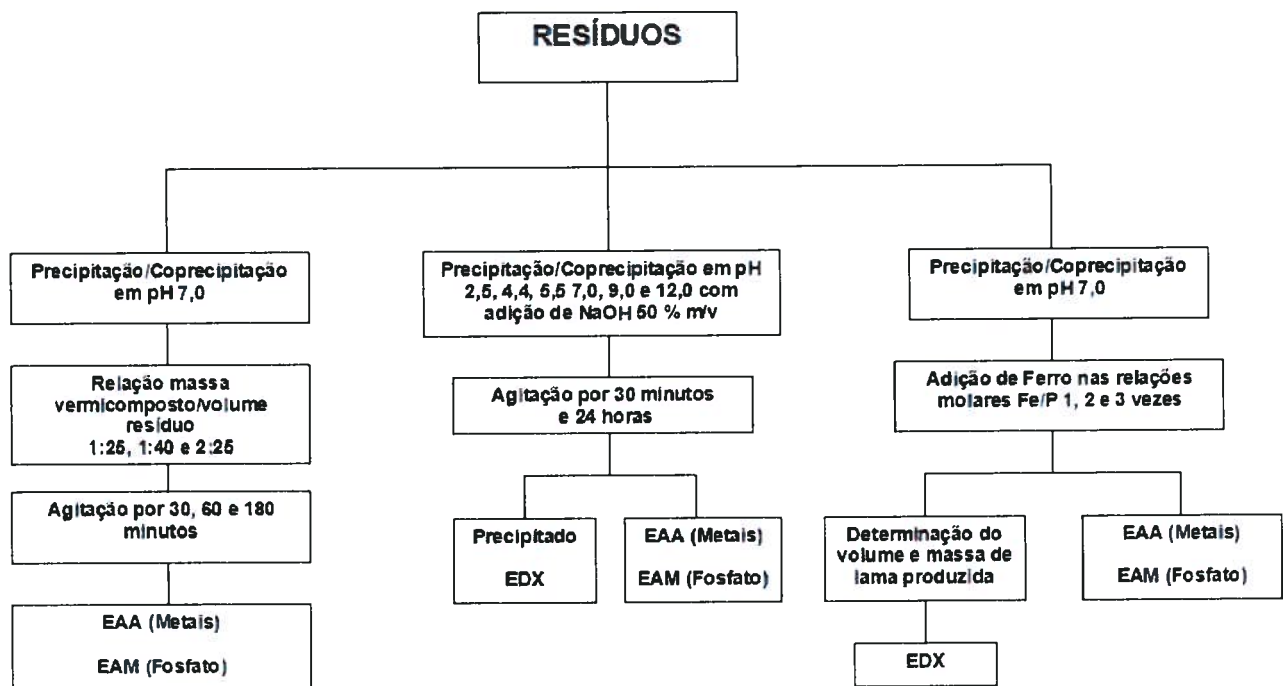 RESÍDUOS
Precipitação/Coprecipitação
em pH 7,0
Relação massa
vermicomposto/volume
resíduo
1:25, 1:40 e 2:25
Agitação por 30, 60 e 180
minutos
EAA (Metais)
EAM (Fosfato)
Precipitação/Coprecipitação em pH
2,5, 4,4, 5,5 7,0, 9,0 e 12,0 com
adição de NaOH 50 % m/v
Agitação por 30 minutos
e 24 horas
Precipitado
EDX
EAA (Metais)
EAM (Fosfato)
Precipitação/Coprecipitação
em pH 7,0
Adição de Ferro nas relações
molares Fe/P 1, 2 e 3 vezes
Determinação do
volume e massa de
lama produzida
EDX
EAA (Metais)
EAM (Fosfato)